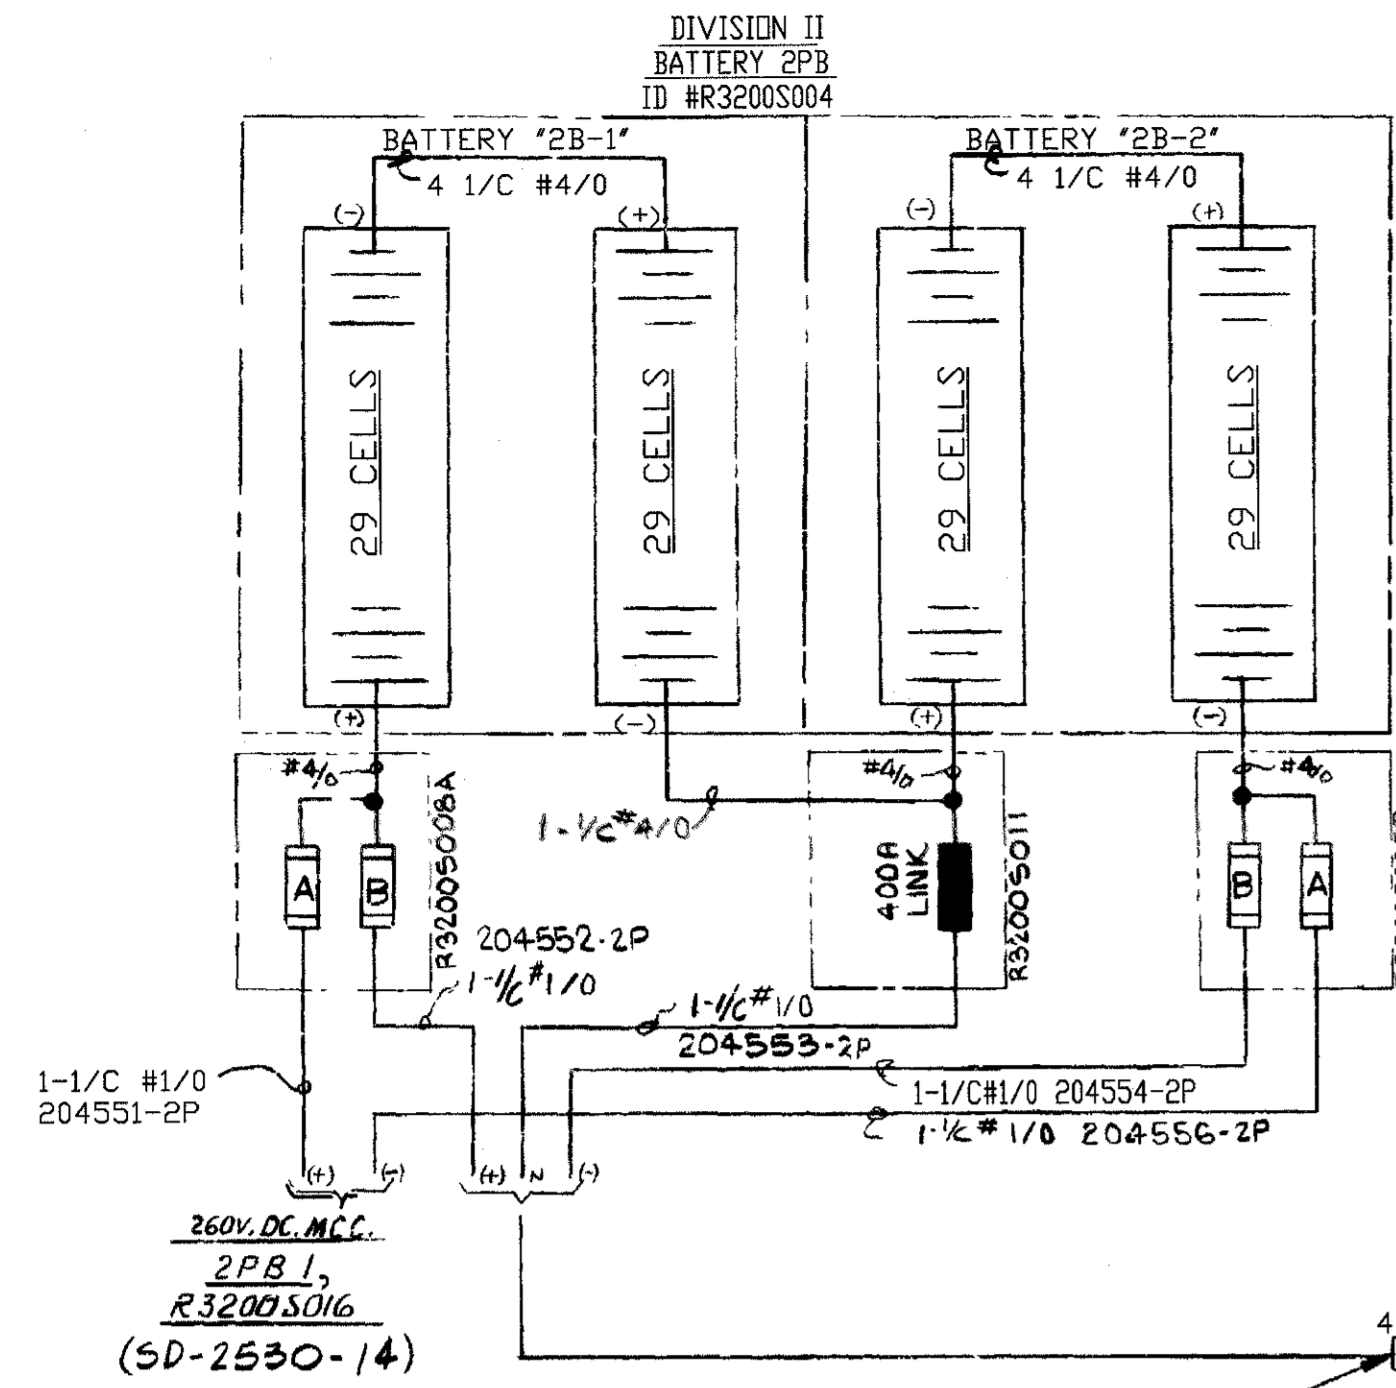 DIVISION II
BATTERY 2PB
ID #R3200S004
BATTERY "2B-1"
BATTERY "2B-2"
4 1/C #4/0
4 1/C #4/0
(-)
(+)
(-)
(+)
29 CELLS
29 CELLS
29 CELLS
29 CELLS
(+)
(-)
(+)
(-)
#4/0
#4/0
#4/0
1-1/C #4/0
A
B
R3200S008A
400A
LINK
R3200S011
B
A
204552-2P
1-1/C #1/0
1-1/C # 1/0
204553-2P
1-1/C #1/0
204551-2P
1-1/C#1/0 204554-2P
1-1/C # 1/0 204556-2P
(+)
(-)
(+)
N
(-)
260V. DC. MCC.
2PB 1,
R3200S016
(SD-2530-14)
4